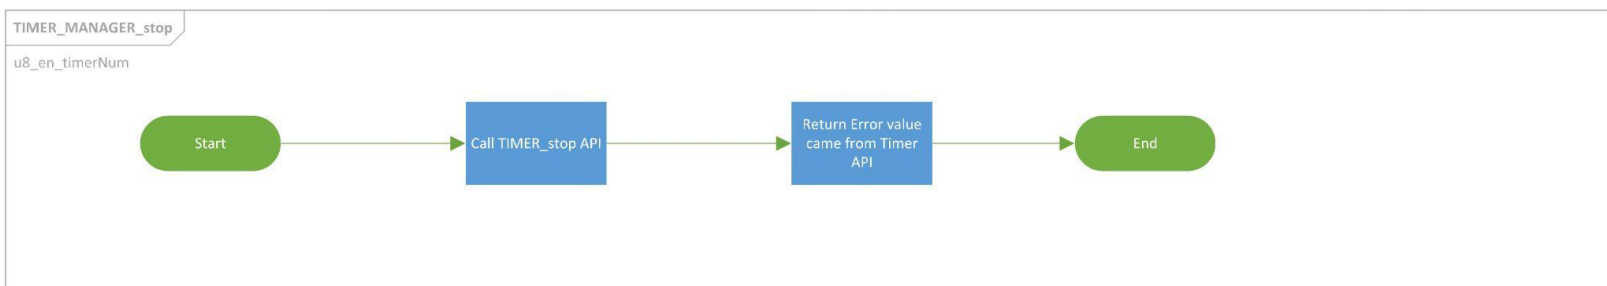 TIMER_MANAGER_stop
u8_en_timerNum
Start
Call TIMER_stop API
Return Error value
came from Timer
API
End